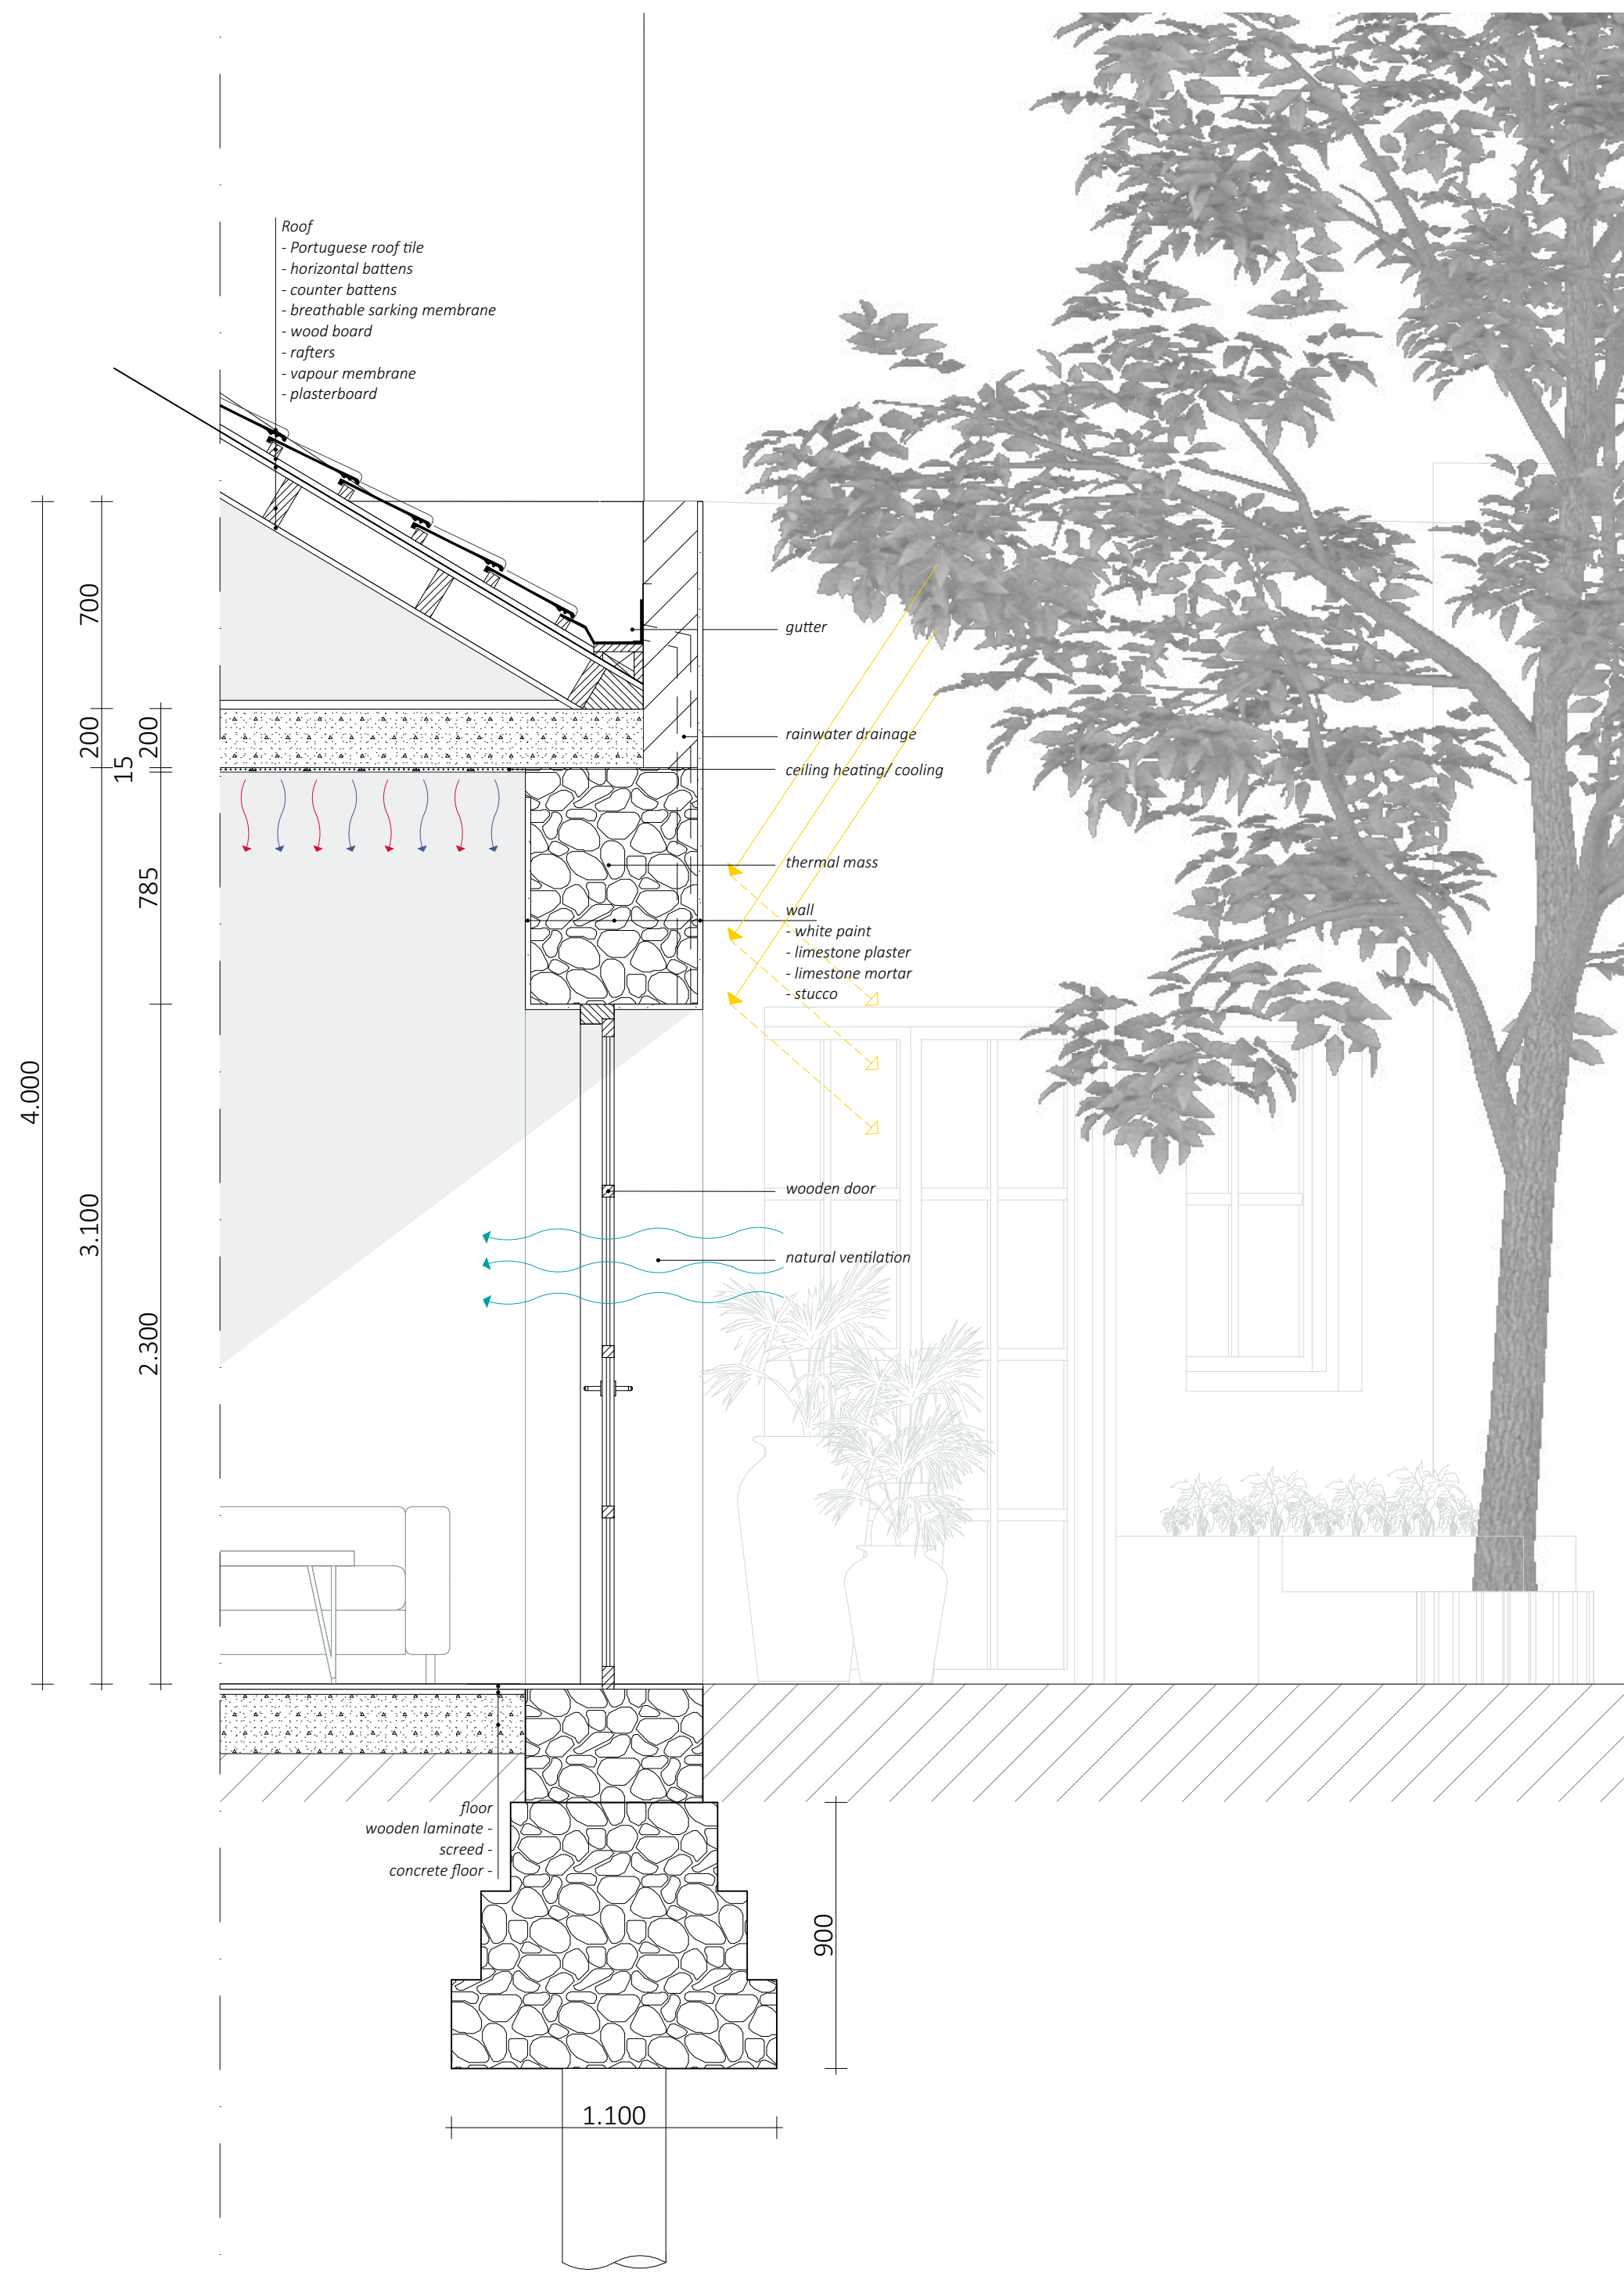 Roof
- Portuguese roof tile
- horizontal battens
- counter battens
- breathable sarking membrane
- wood board
- rafters
- vapour membrane
- plasterboard
700
gutter
200
200
15
rainwater drainage
ceiling heating/ cooling
785
thermal mass
wall
- white paint
- limestone plaster
- limestone mortar
- stucco
4.000
3.100
2.300
wooden door
natural ventilation
floor
wooden laminate -
screed -
concrete floor -
900
1.100